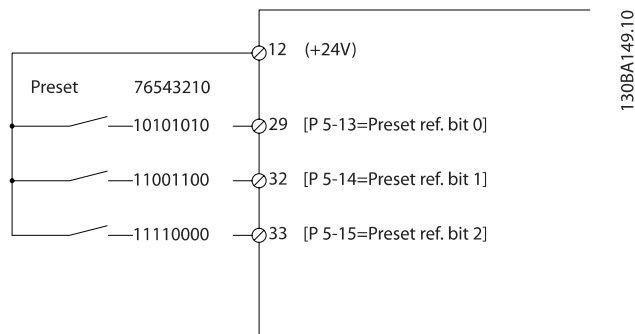 12 (+24V)
Preset 76543210
10101010 29 [P 5-13=Preset ref. bit 0]
11001100 32 [P 5-14=Preset ref. bit 1]
11110000 33 [P 5-15=Preset ref. bit 2]
130BA149.10